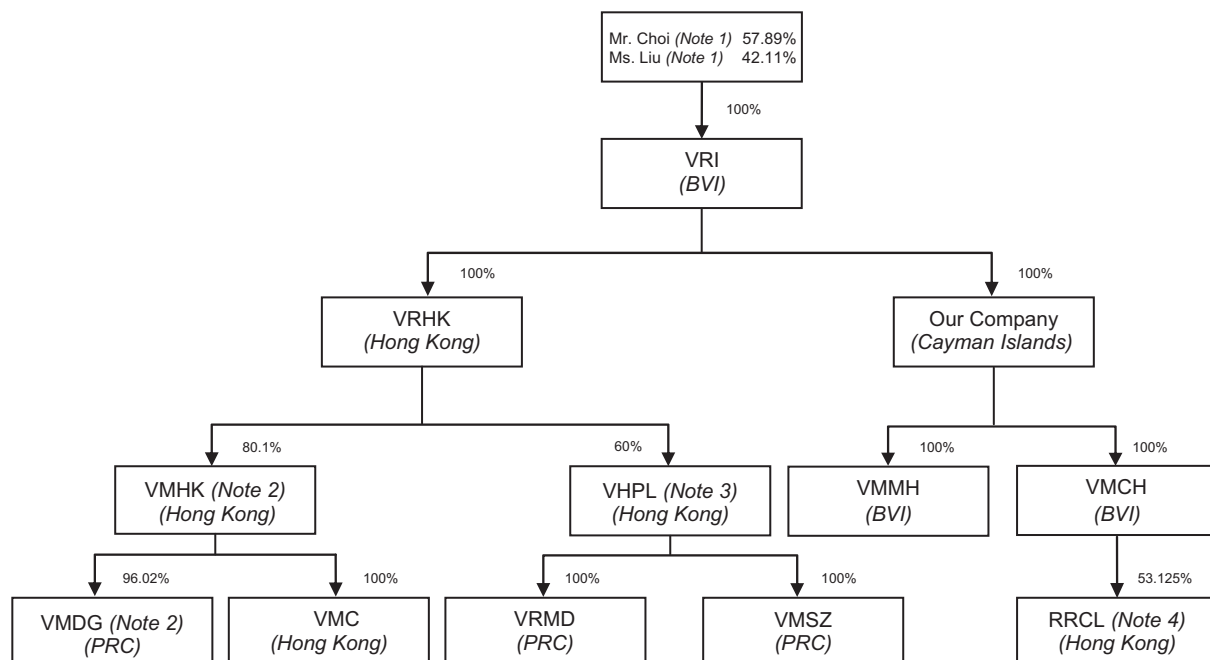 Mr. Choi (Note 1) 57.89%
Ms. Liu (Note 1) 42.11%
100%
VRI
(BVI)
100%
100%
VRHK
(Hong Kong)
Our Company
(Cayman Islands)
80.1%
60%
100%
100%
VMHK (Note 2)
(Hong Kong)
VHPL (Note 3)
(Hong Kong)
VMMH
(BVI)
VMCH
(BVI)
96.02%
100%
100%
100%
53.125%
VMDG (Note 2)
(PRC)
VMC
(Hong Kong)
VRMD
(PRC)
VMSZ
(PRC)
RRCL (Note 4)
(Hong Kong)